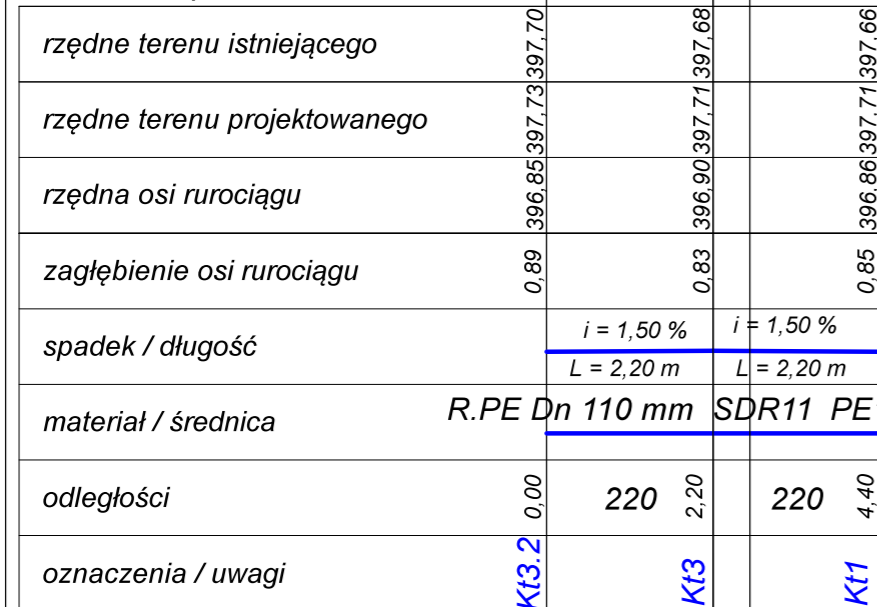 rzędne terenu istniejącego 397,70 397,68 397,66
rzędne terenu projektowanego 397,73 397,71 397,71
rzędna osi rurociągu 396,85 396,90 396,86
zagłębienie osi rurociągu 0,89 0,83 0,85
spadek / długość i = 1,50 % i = 1,50 %
L = 2,20 m L = 2,20 m
materiał / średnica R.PE Dn 110 mm SDR11 PE
odległości 0,00 220 2,20 220 4,40
oznaczenia / uwagi Kt3.2 Kt3 Kt1